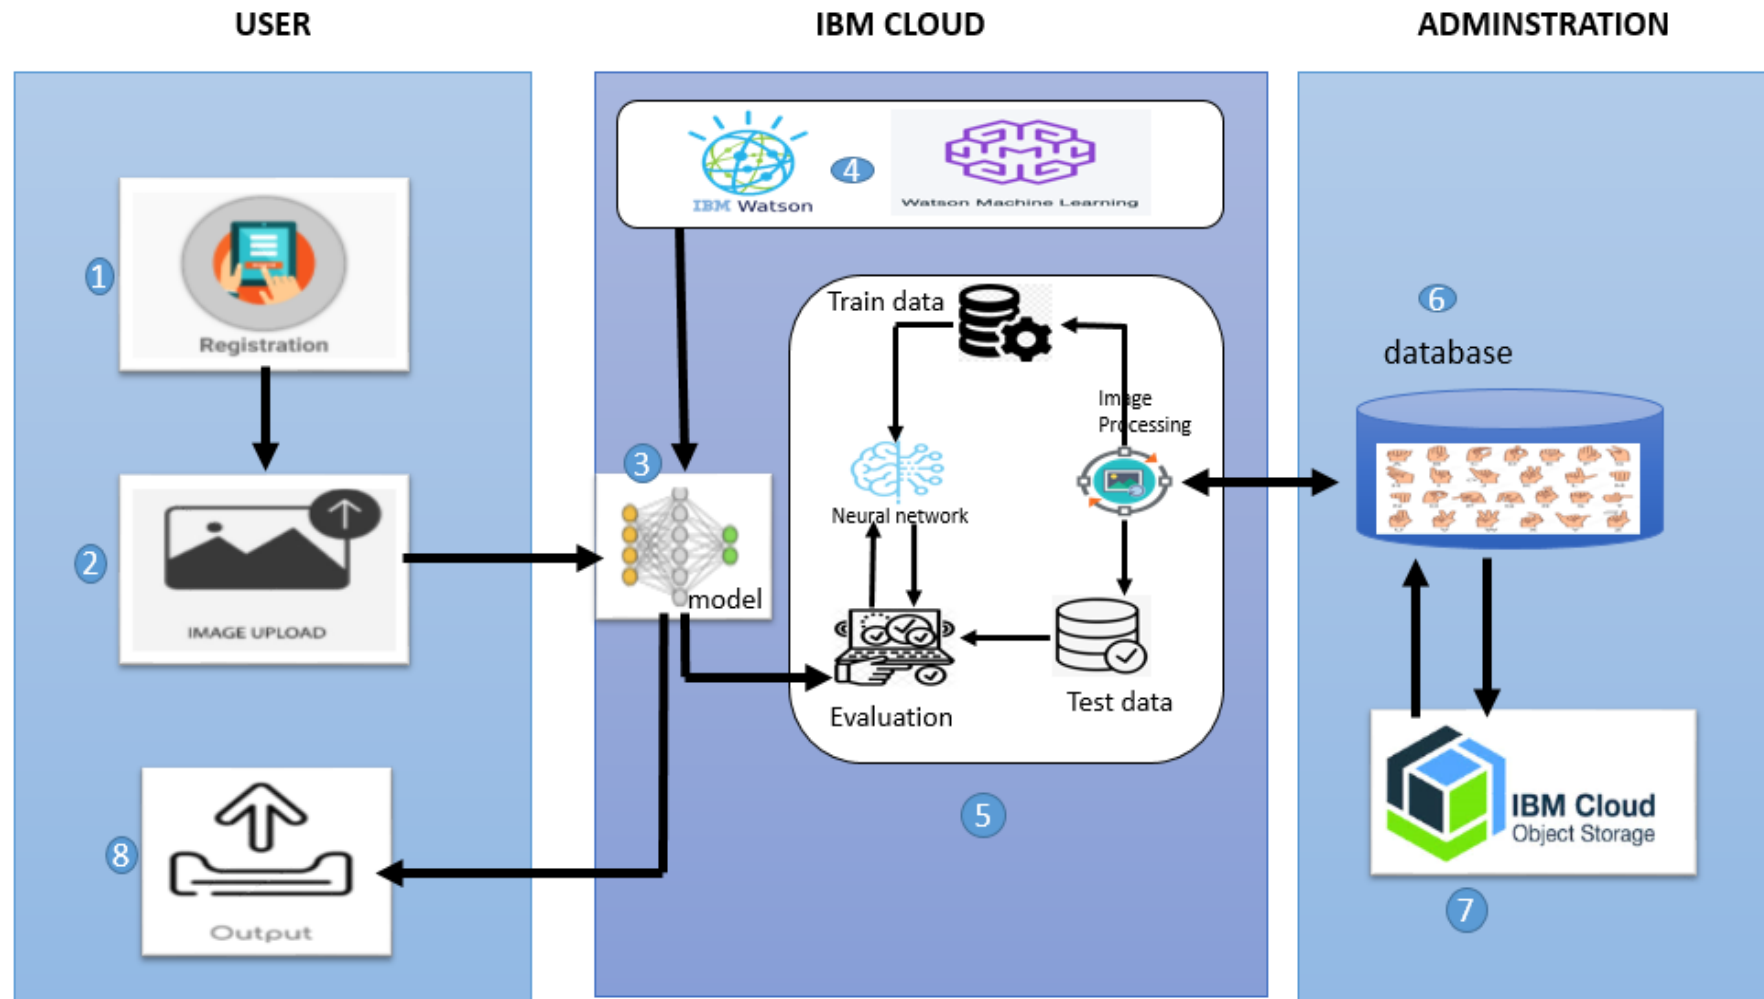 USER
IBM CLOUD
ADMINSTRATION
1
Registration
2
IMAGE UPLOAD
8
Output
IBM Watson
4
Watson Machine Learning
3
model
Train data
Image
Processing
Neural network
Evaluation
Test data
5
6
database
IBM Cloud
Object Storage
7